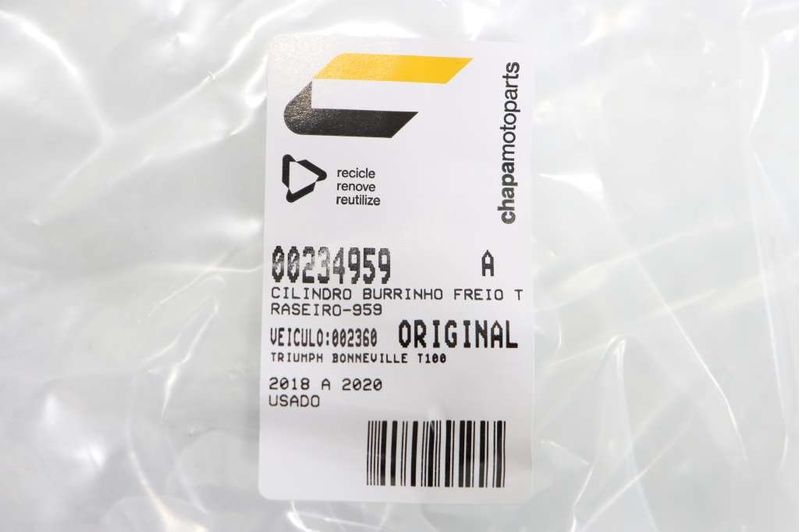 chapamotoparts
recicle
renove
reutilize
00234959 A
CILINDRO BURRINHO FREIO T
RASEIRO-959
VEICULO:002360 ORIGINAL
TRIUMPH BONNEVILLE T100
2018 A 2020
USADO